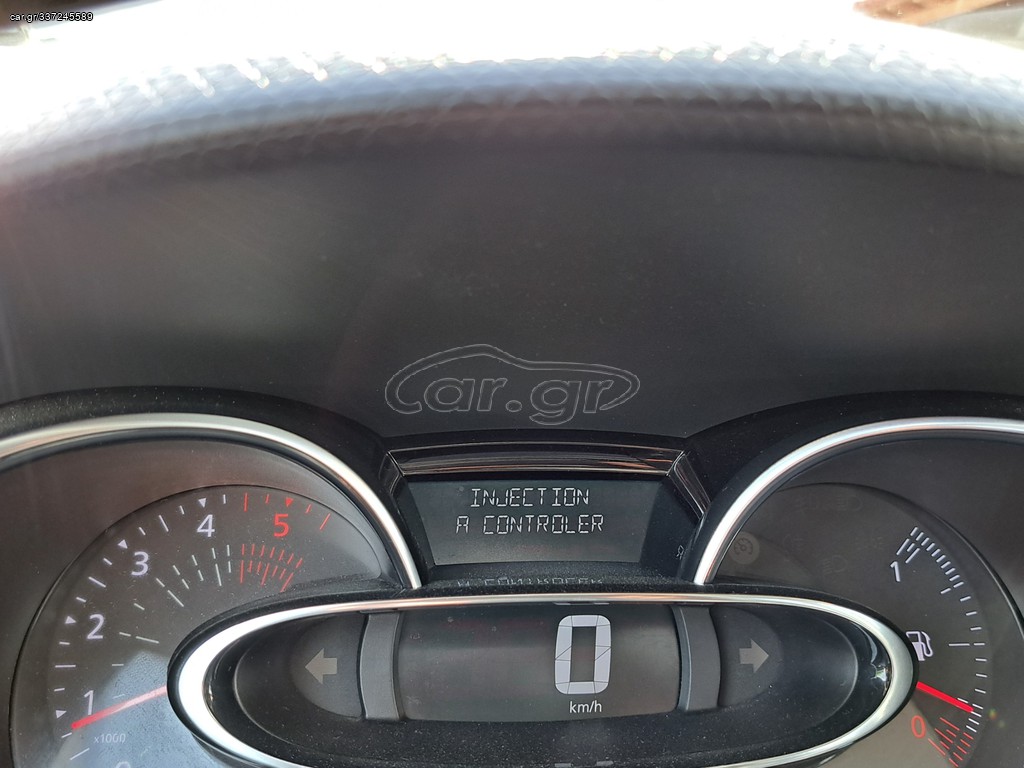 car.gr/337245589
car.gr
INJECTION
A CONTROLER
1
2
3
4
5
x1000
0
km/h
1
0